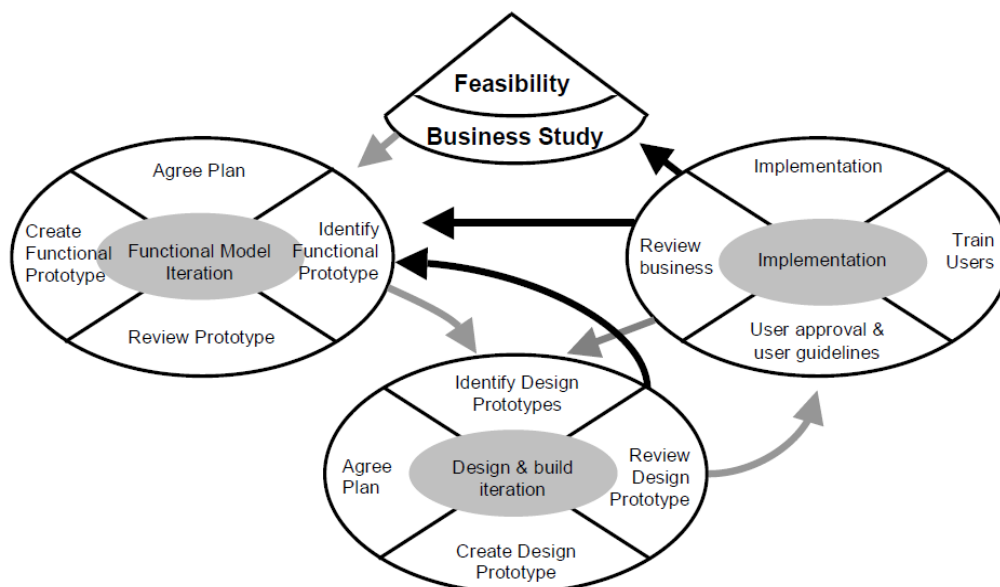 Feasibility
Business Study
Agree Plan
Create
Functional
Prototype
Functional Model
Iteration
Identify
Functional
Prototype
Review Prototype
Implementation
Review
business
Implementation
Train
Users
User approval &
user guidelines
Identify Design
Prototypes
Agree
Plan
Design & build
iteration
Review
Design
Prototype
Create Design
Prototype